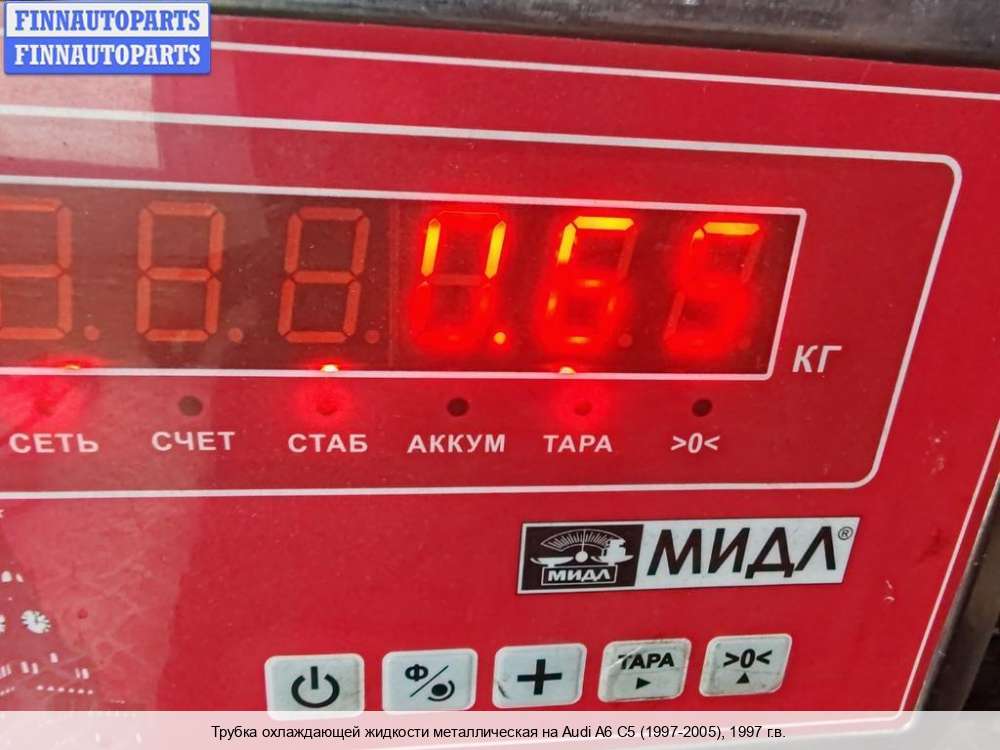 FINNAUTOPARTS
FINNAUTOPARTS
0.65
КГ
СЕТЬ СЧЕТ СТАБ АККУМ ТАРА >0<
МИДЛ МИДЛ®
Ф
ТАРА >0<
Трубка охлаждающей жидкости металлическая на Audi A6 C5 (1997-2005), 1997 г.в.